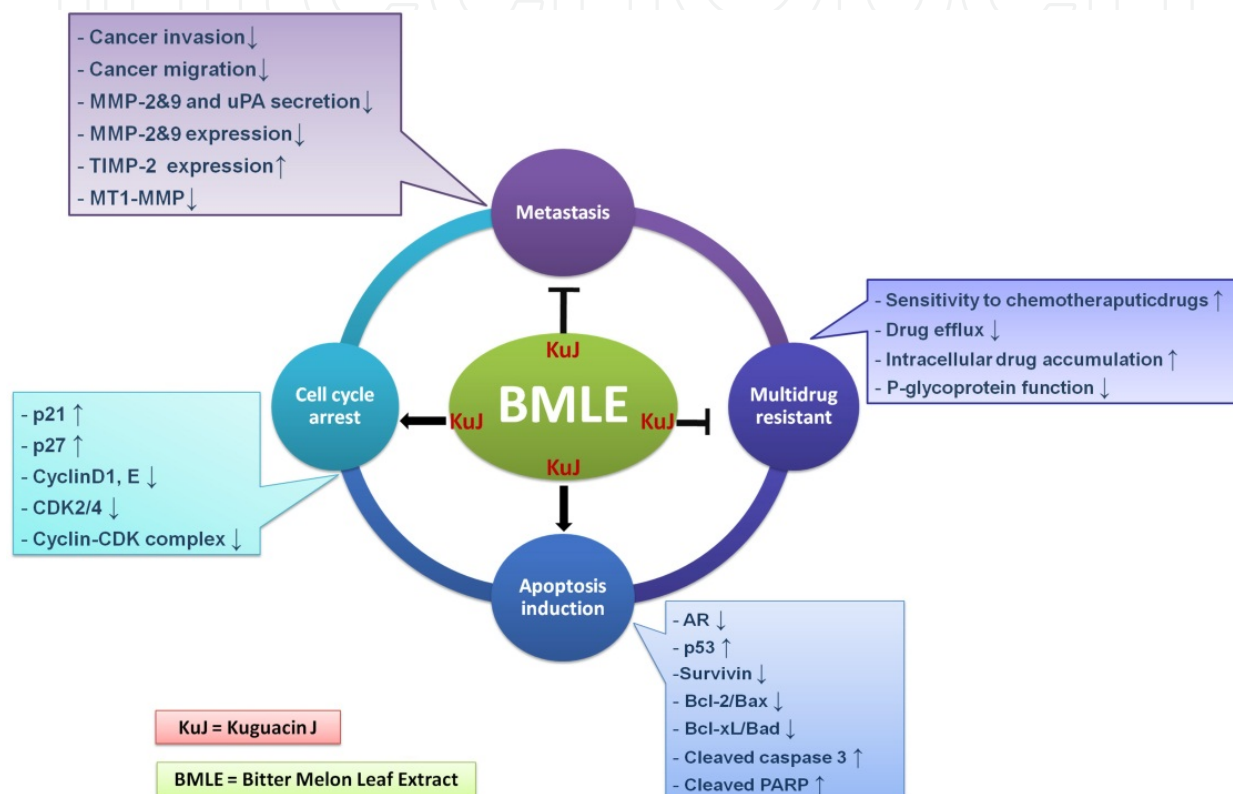 - Cancer invasion↓
- Cancer migration↓
- MMP-2&9 and uPA secretion↓
- MMP-2&9 expression↓
- TIMP-2 expression↑
- MT1-MMP↓
Metastasis
- Sensitivity to chemotheraputicdrugs ↑
- Drug efflux ↓
- Intracellular drug accumulation ↑
- P-glycoprotein function ↓
Multidrug
resistant
KuJ
BMLE
KuJ
KuJ
KuJ
Cell cycle
arrest
- p21 ↑
- p27 ↑
- CyclinD1, E ↓
- CDK2/4 ↓
- Cyclin-CDK complex ↓
Apoptosis
induction
- AR ↓
- p53 ↑
-Survivin ↓
- Bcl-2/Bax ↓
- Bcl-xL/Bad ↓
- Cleaved caspase 3 ↑
- Cleaved PARP ↑
KuJ = Kuguacin J
BMLE = Bitter Melon Leaf Extract